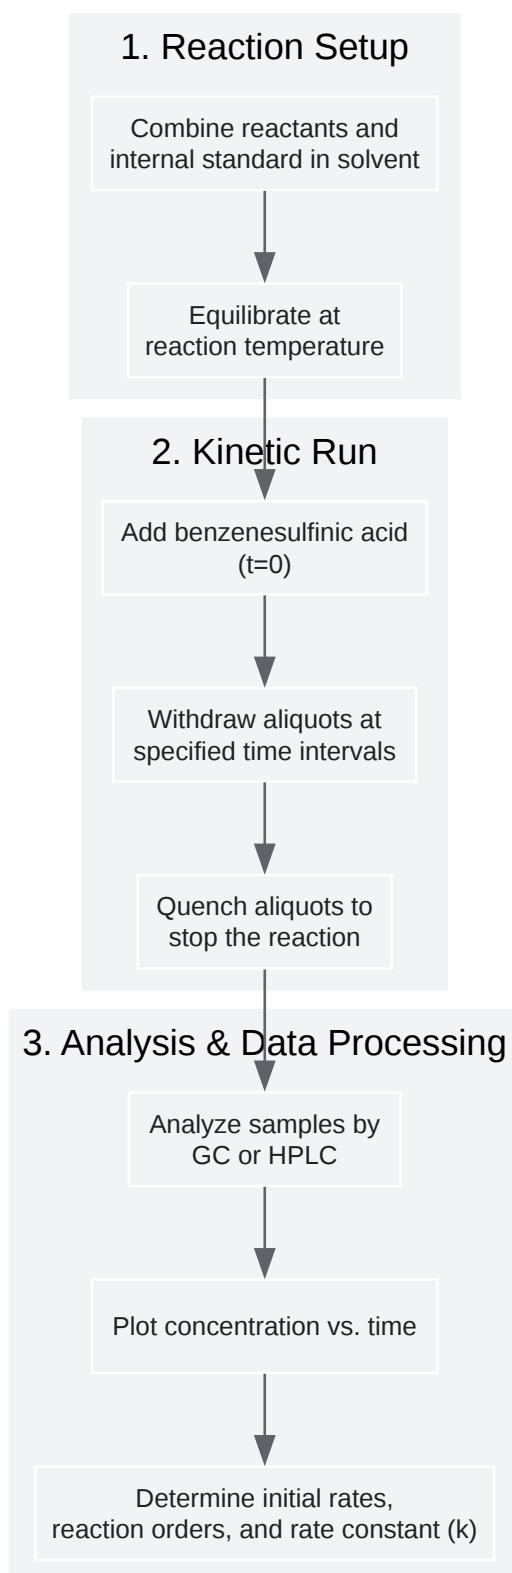 1. Reaction Setup
Combine reactants and
internal standard in solvent
Equilibrate at
reaction temperature
2. Kinetic Run
Add benzenesulfinic acid
(t=0)
Withdraw aliquots at
specified time intervals
Quench aliquots to
stop the reaction
3. Analysis & Data Processing
Analyze samples by
GC or HPLC
Plot concentration vs. time
Determine initial rates,
reaction orders, and rate constant (k)